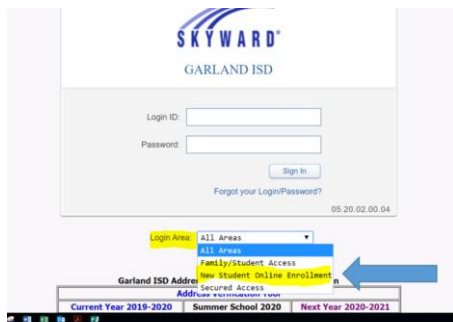 SKYWARD®
GARLAND ISD
Login ID:
Password:
Sign In
Forgot your Login/Password?
05.20.02.00.04
Login Area: All Areas
All Areas
Family/Student Access
New Student Online Enrollment
Secured Access
Garland ISD Addre n
Address Verification Tool
Current Year 2019-2020 Summer School 2020 Next Year 2020-2021